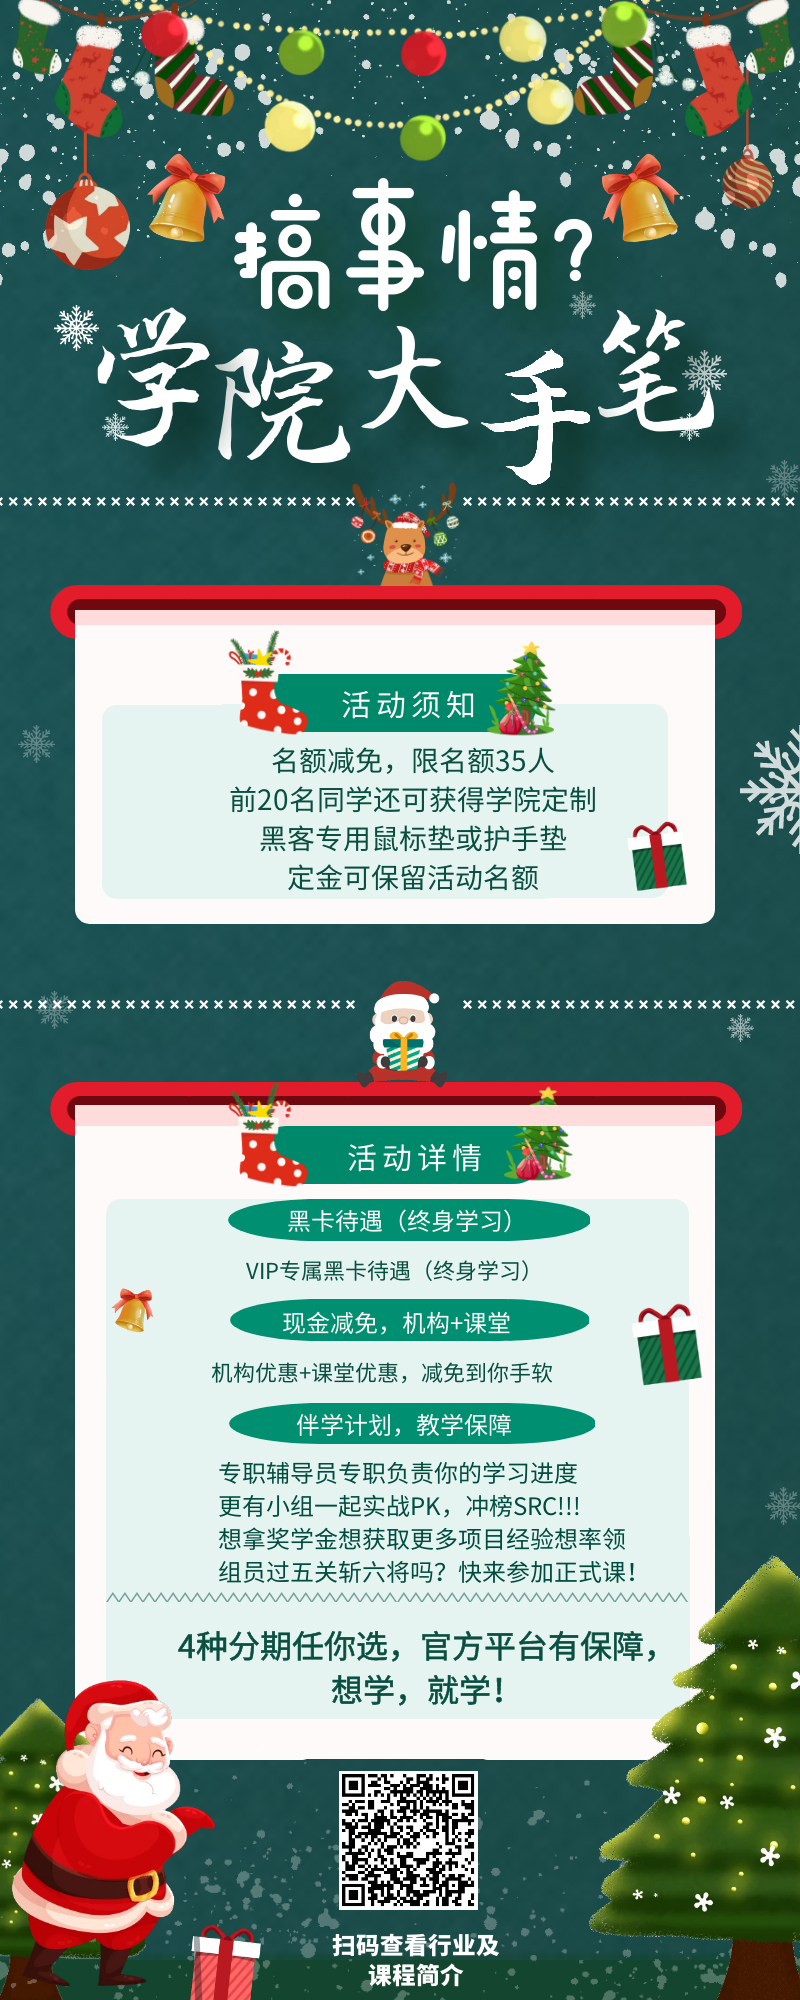 搞事情?
学院大手笔
活动须知
名额减免，限名额35人
前20名同学还可获得学院定制
黑客专用鼠标垫或护手垫
定金可保留活动名额
活动详情
黑卡待遇（终身学习）
VIP专属黑卡待遇（终身学习）
现金减免，机构+课堂
机构优惠+课堂优惠，减免到你手软
伴学计划，教学保障
专职辅导员专职负责你的学习进度
更有小组一起实战PK，冲榜SRC!!!
想拿奖学金想获取更多项目经验想率领
组员过五关斩六将吗？快来参加正式课！
4种分期任你选，官方平台有保障，
想学，就学！
扫码查看行业及
课程简介